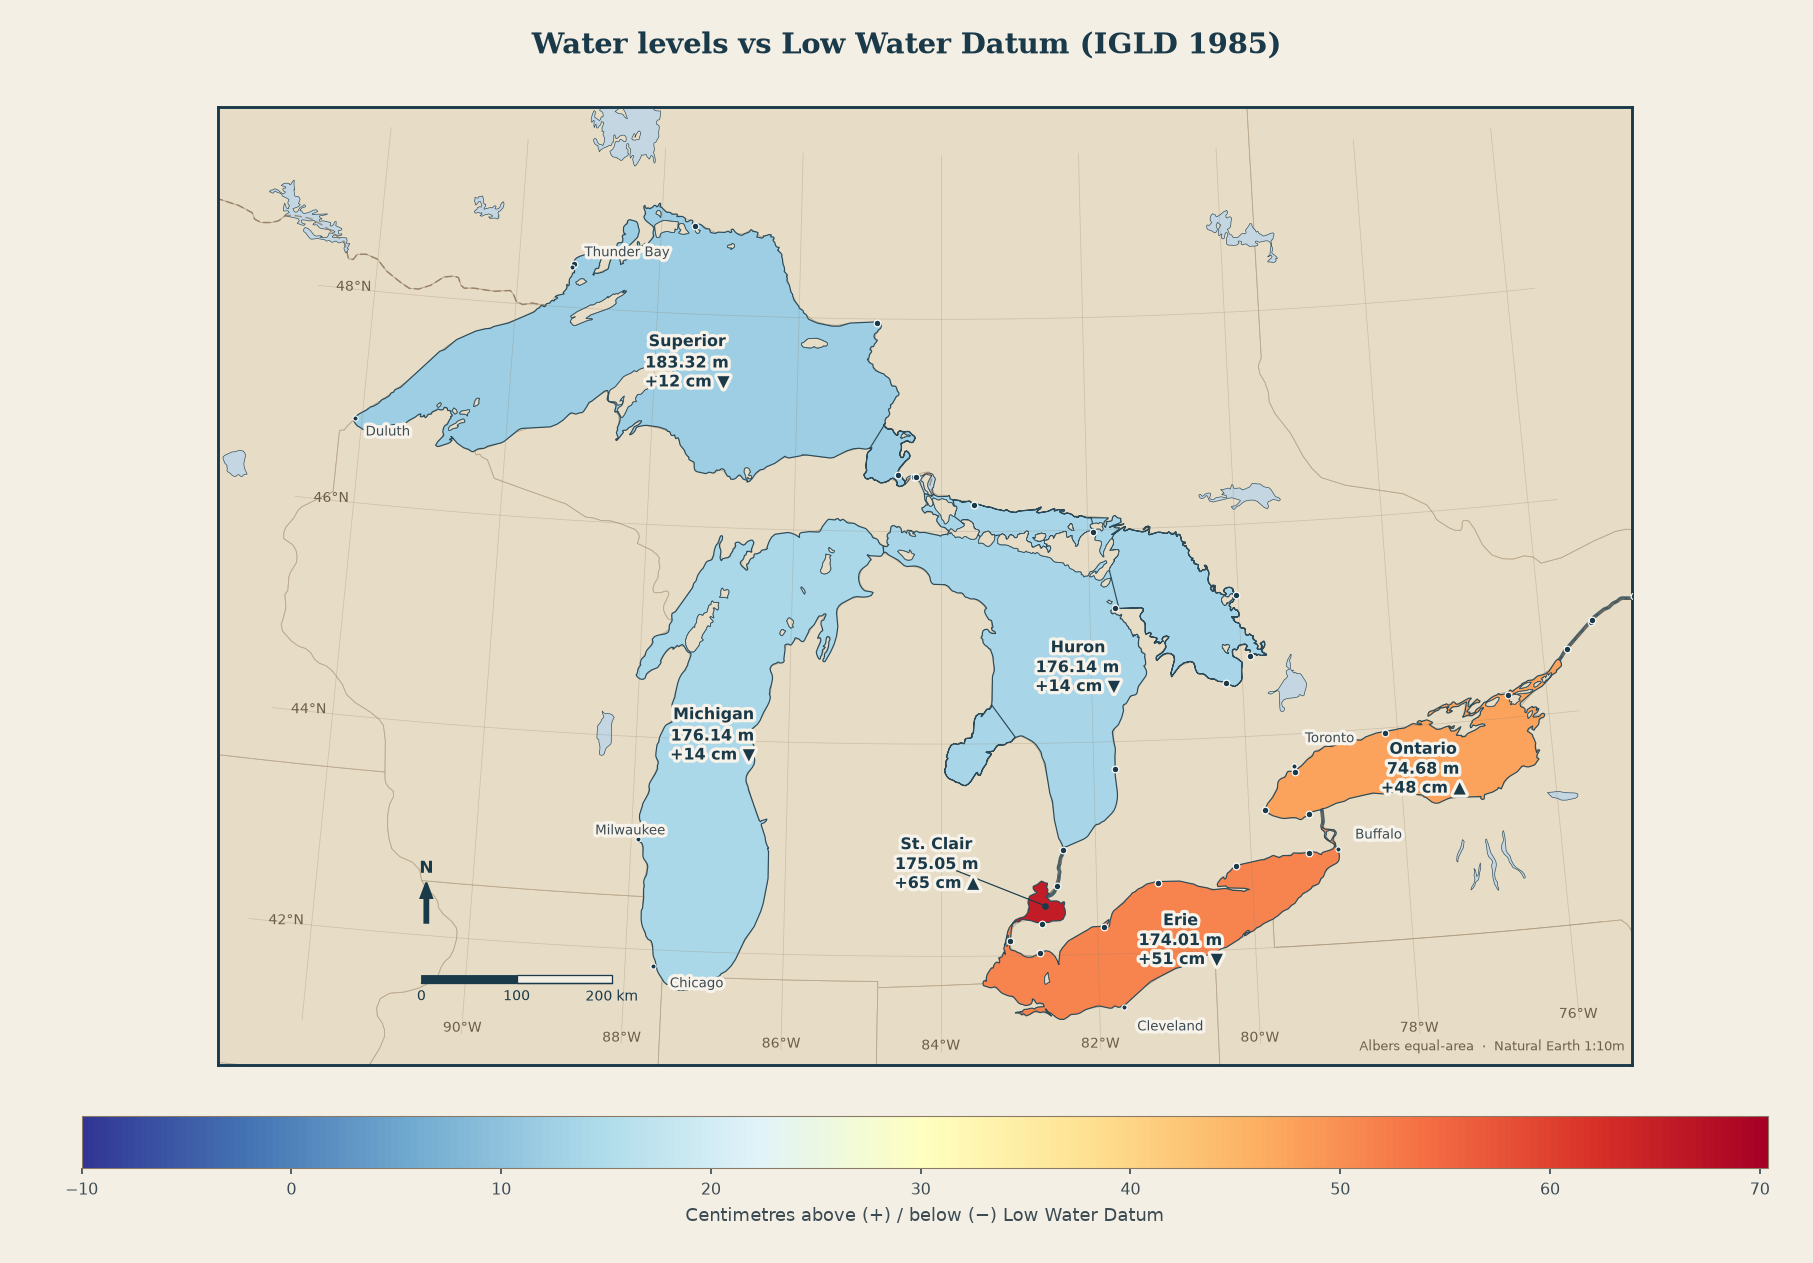 Water levels vs Low Water Datum (IGLD 1985)
Thunder Bay
48°N
Superior
183.32 m
+12 cm ▼
Duluth
46°N
Huron
176.14 m
+14 cm ▼
44°N
Michigan
176.14 m
+14 cm ▼
Toronto
Ontario
74.68 m
+48 cm ▲
Milwaukee
Buffalo
St. Clair
175.05 m
+65 cm ▲
N
42°N
Erie
174.01 m
+51 cm ▼
Chicago
0 100 200 km
Cleveland
90°W 88°W 86°W 84°W 82°W 80°W 78°W 76°W
Albers equal-area · Natural Earth 1:10m
−10 0 10 20 30 40 50 60 70
Centimetres above (+) / below (−) Low Water Datum